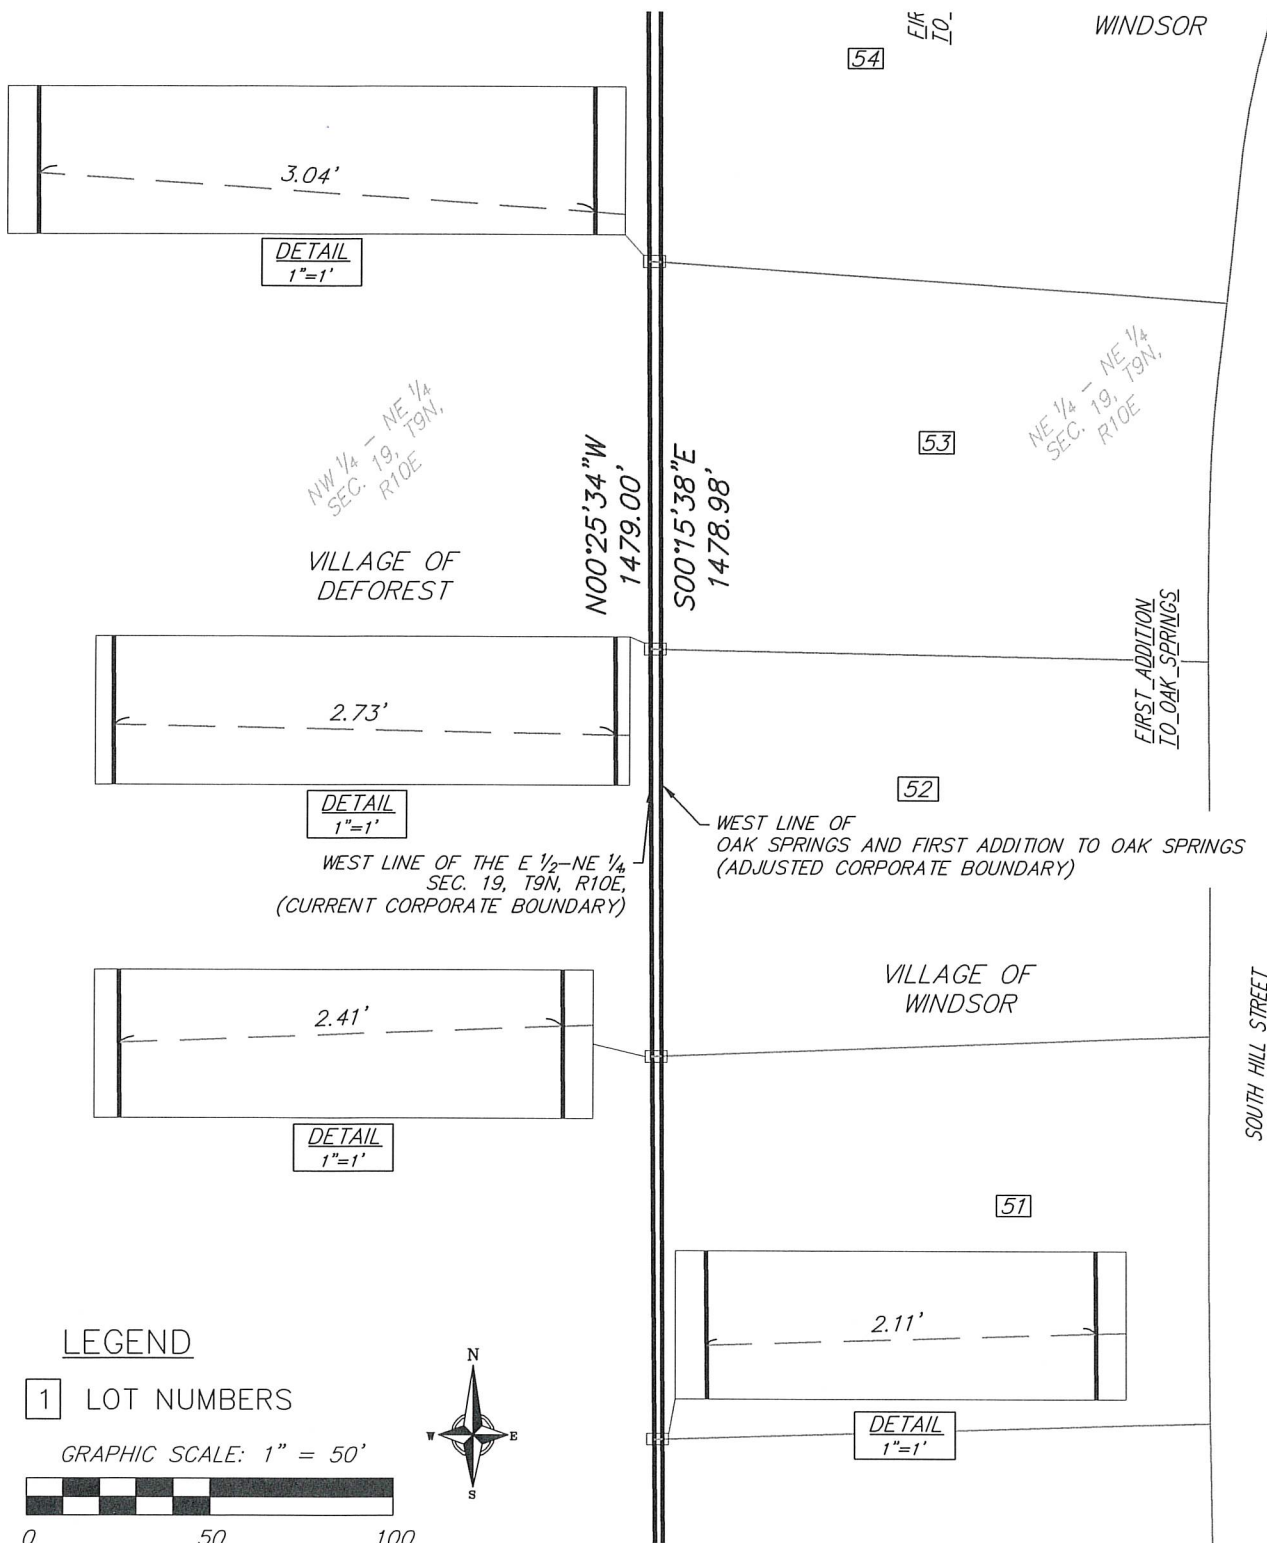 FIR
TO
WINDSOR
54
3.04'
DETAIL
1"=1'
NW 1/4 – NE 1/4
SEC. 19, T9N,
R10E
NE 1/4 – NE 1/4
SEC. 19, T9N,
R10E
53
N00°25'34"W
1479.00'
S00°15'38"E
1478.98'
VILLAGE OF
DEFOREST
FIRST ADDITION
TO OAK SPRINGS
2.73'
DETAIL
1"=1'
52
WEST LINE OF
OAK SPRINGS AND FIRST ADDITION TO OAK SPRINGS
(ADJUSTED CORPORATE BOUNDARY)
WEST LINE OF THE E 1/2–NE 1/4,
SEC. 19, T9N, R10E,
(CURRENT CORPORATE BOUNDARY)
VILLAGE OF
WINDSOR
2.41'
DETAIL
1"=1'
SOUTH HILL STREET
51
2.11'
DETAIL
1"=1'
LEGEND
1 LOT NUMBERS
GRAPHIC SCALE: 1" = 50'
0 50 100
N
W E
S